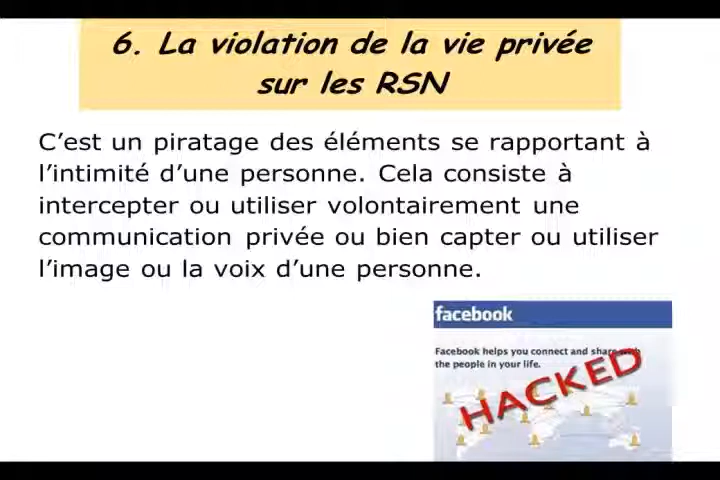 6. La violation de la vie privée
sur les RSN
C'est un piratage des éléments se rapportant à
l'intimité d'une personne. Cela consiste à
intercepter ou utiliser volontairement une
communication privée ou bien capter ou utiliser
l'image ou la voix d'une personne.
facebook
Facebook helps you connect and share with
the people in your life.
HACKED